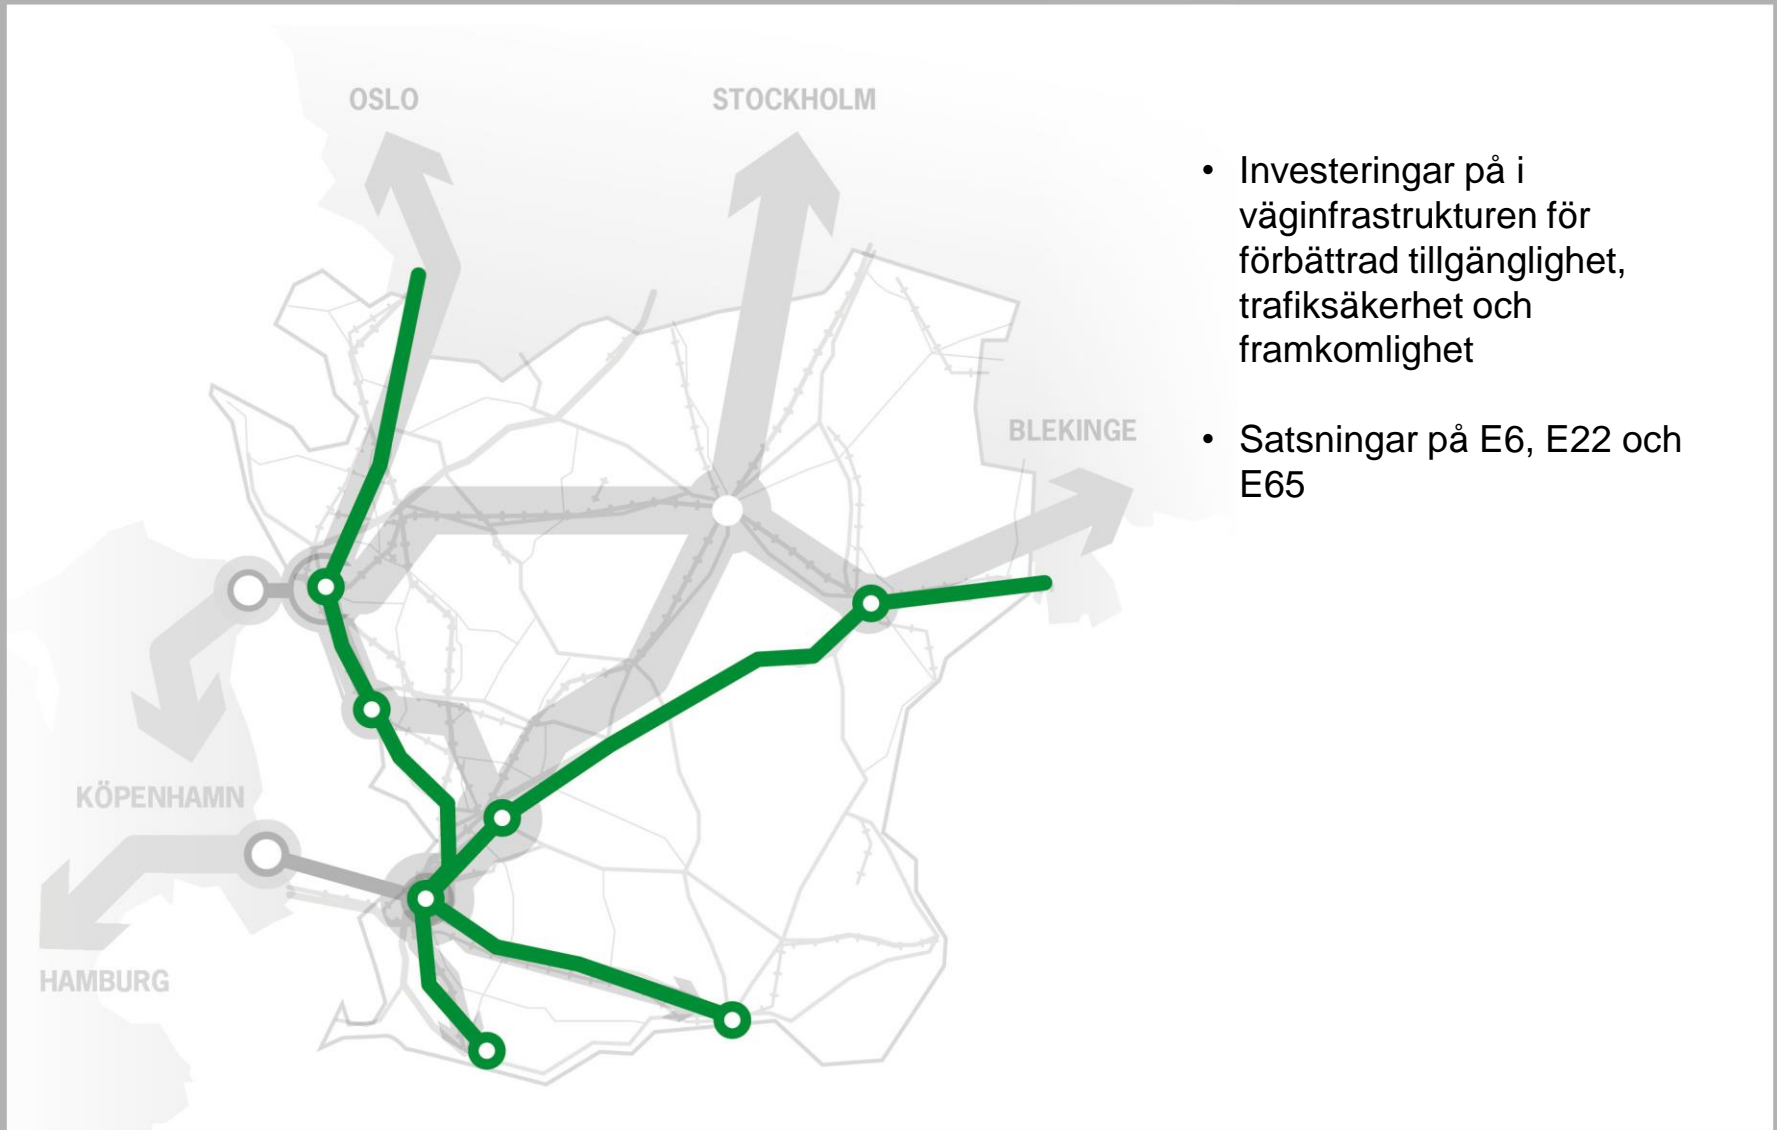 OSLO
STOCKHOLM
BLEKINGE
KÖPENHAMN
HAMBURG
• Investeringar på i
väginfrastrukturen för
förbättrad tillgänglighet,
trafiksäkerhet och
framkomlighet
• Satsningar på E6, E22 och
E65